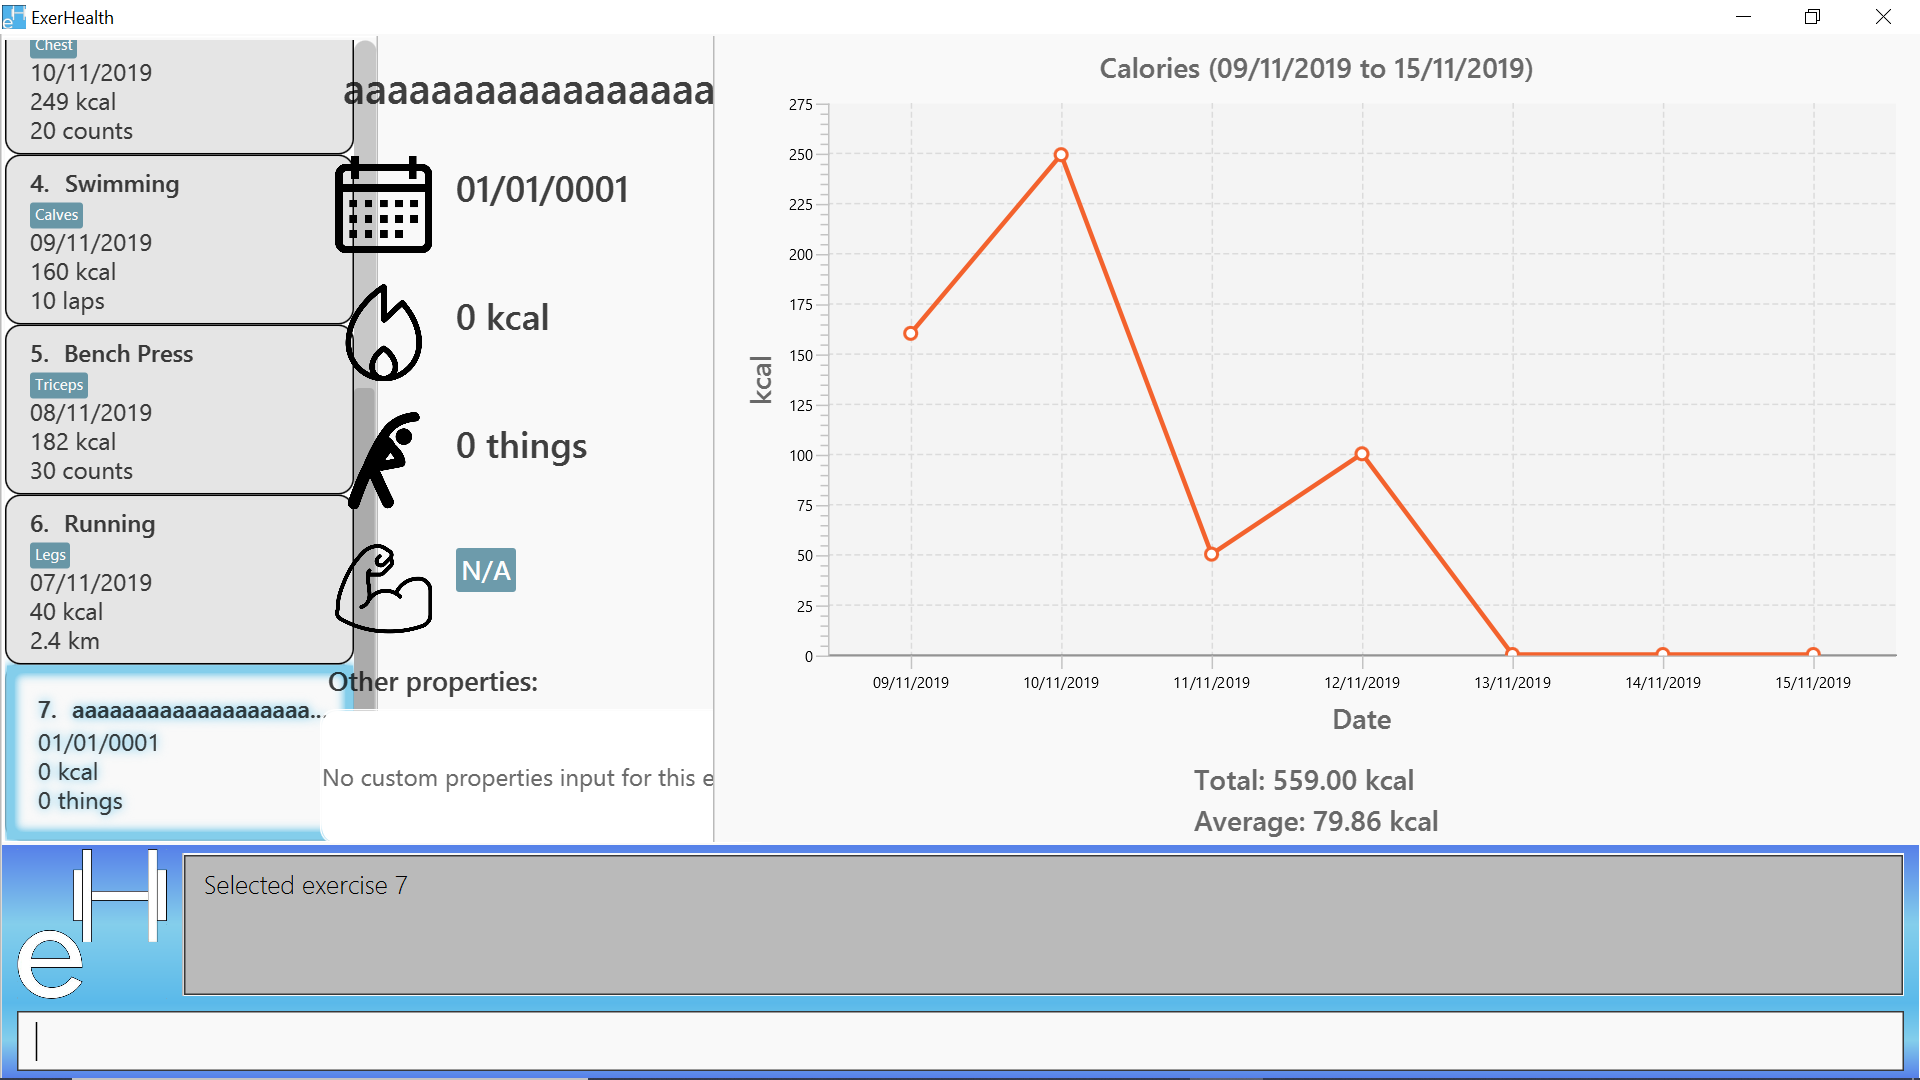 ExerHealth
Chest
10/11/2019
249 kcal
20 counts
4. Swimming
Calves
09/11/2019
160 kcal
10 laps
5. Bench Press
Triceps
08/11/2019
182 kcal
30 counts
6. Running
Legs
07/11/2019
40 kcal
2.4 km
7. aaaaaaaaaaaaaaaaaaa...
01/01/0001
0 kcal
0 things
aaaaaaaaaaaaaaaaa
01/01/0001
0 kcal
0 things
N/A
Other properties:
No custom properties input for this e
Calories (09/11/2019 to 15/11/2019)
kcal
275
250
225
200
175
150
125
100
75
50
25
0
09/11/2019
10/11/2019
11/11/2019
12/11/2019
13/11/2019
14/11/2019
15/11/2019
Date
Total: 559.00 kcal
Average: 79.86 kcal
eH
Selected exercise 7